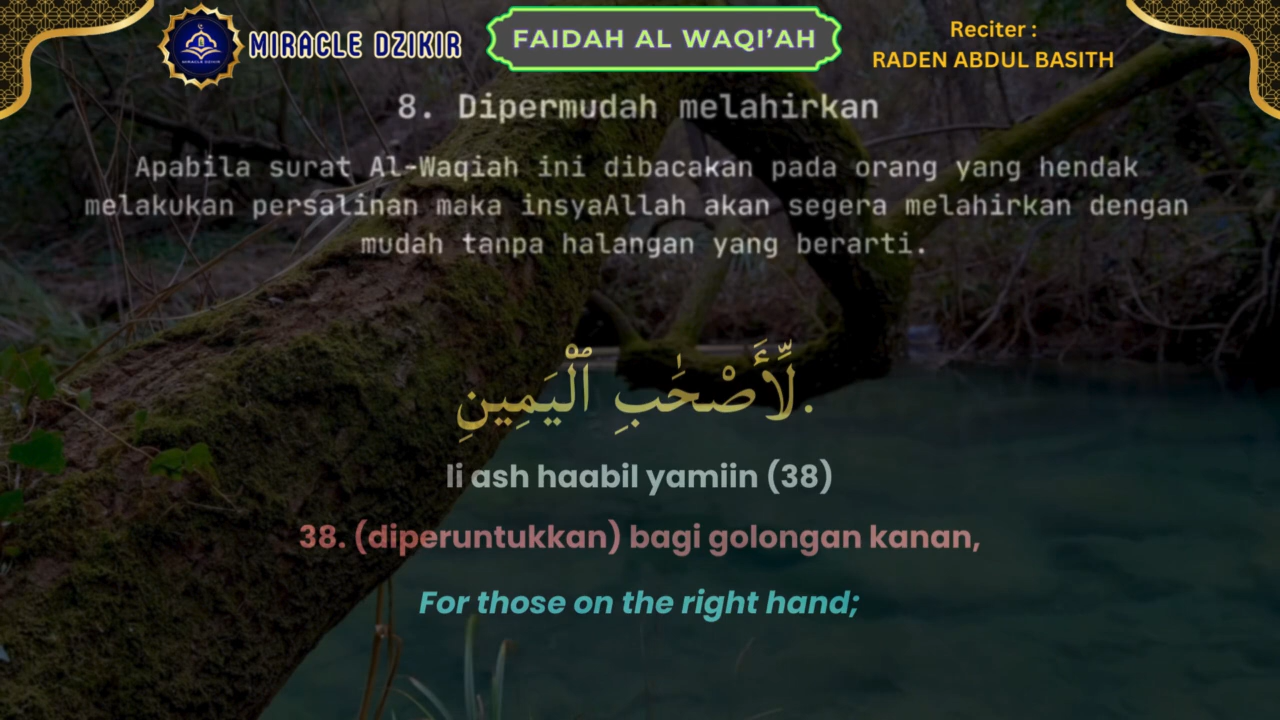 MIRACLE DZIKIR
FAIDAH AL WAQI’AH
Reciter :
RADEN ABDUL BASITH
8. Dipermudah melahirkan
Apabila surat Al-Waqiah ini dibacakan pada orang yang hendak
melakukan persalinan maka insyaAllah akan segera melahirkan dengan
mudah tanpa halangan yang berarti.
لِّأَصْحَٰبِ ٱلْيَمِينِ.
li ash haabil yamiin (38)
38. (diperuntukkan) bagi golongan kanan,
For those on the right hand;